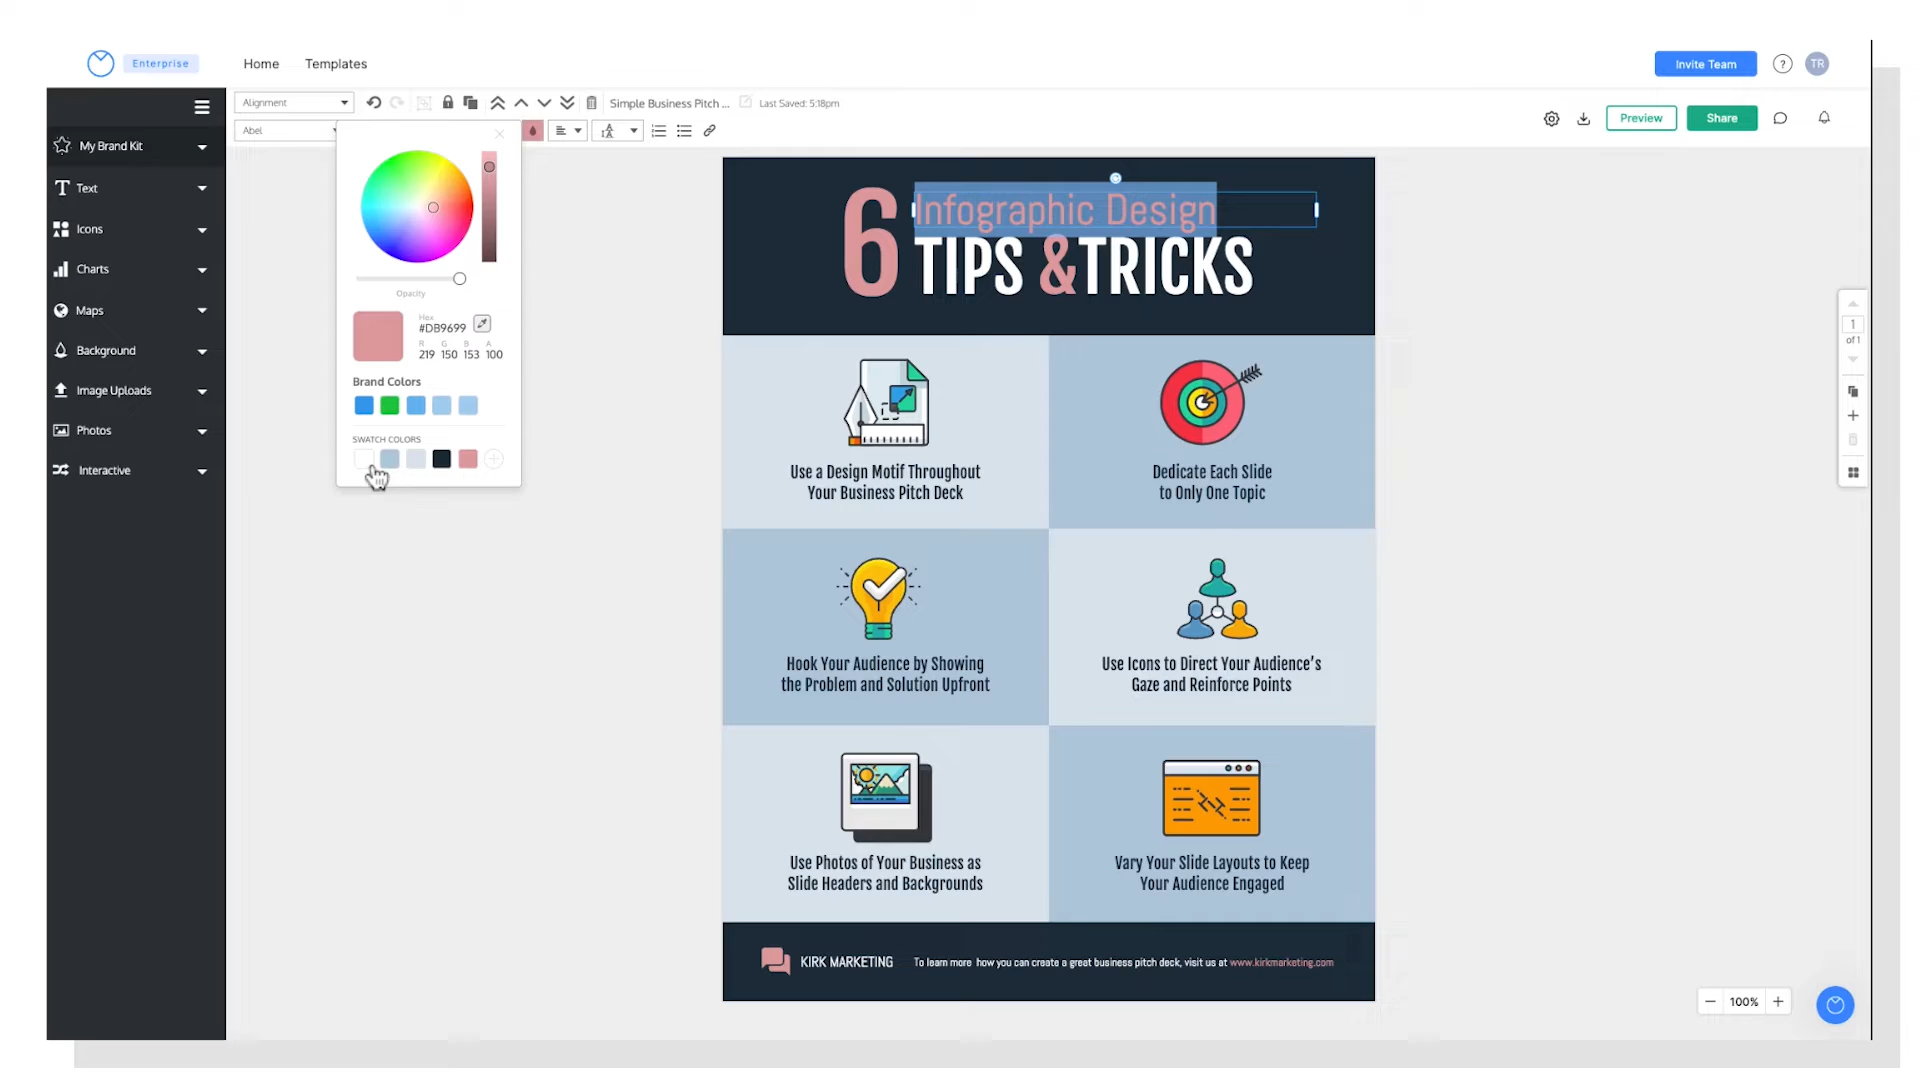 Enterprise
Home
Templates
Invite Team
?
TR
Alignment
Simple Business Pitch ...
Last Saved: 5:18pm
Abel
Preview
Share
My Brand Kit
Text
Icons
Charts
Maps
Background
Image Uploads
Photos
Interactive
Opacity
Hex
#DB9699
R G B A
219 150 153 100
Brand Colors
SWATCH COLORS
6
Infographic Design
TIPS &TRICKS
Use a Design Motif Throughout
Your Business Pitch Deck
Dedicate Each Slide
to Only One Topic
Hook Your Audience by Showing
the Problem and Solution Upfront
Use Icons to Direct Your Audience's
Gaze and Reinforce Points
Use Photos of Your Business as
Slide Headers and Backgrounds
Vary Your Slide Layouts to Keep
Your Audience Engaged
KIRK MARKETING
To learn more how you can create a great business pitch deck, visit us at www.kirkmarketing.com
1
of 1
100%